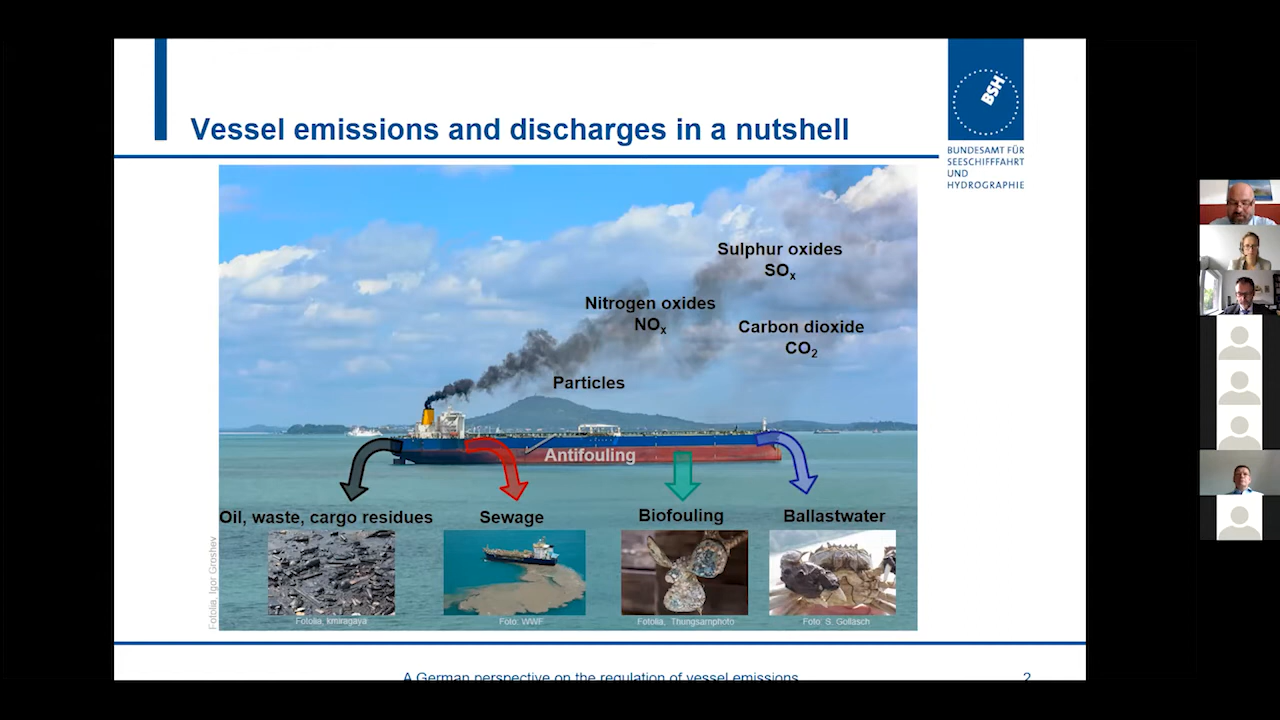 Vessel emissions and discharges in a nutshell
BSH
BUNDESAMT FÜR
SEESCHIFFFAHRT
UND
HYDROGRAPHIE
Sulphur oxides
SOx
Nitrogen oxides
NOx
Carbon dioxide
CO2
Particles
Antifouling
Oil, waste, cargo residues
Sewage
Biofouling
Ballastwater
Fotolia, Igor Groshev
Fotolia, kmiragaya
Foto: WWF
Fotolia, Thungsamphoto
Foto: S. Gollasch
A German perspective on the regulation of vessel emissions
2